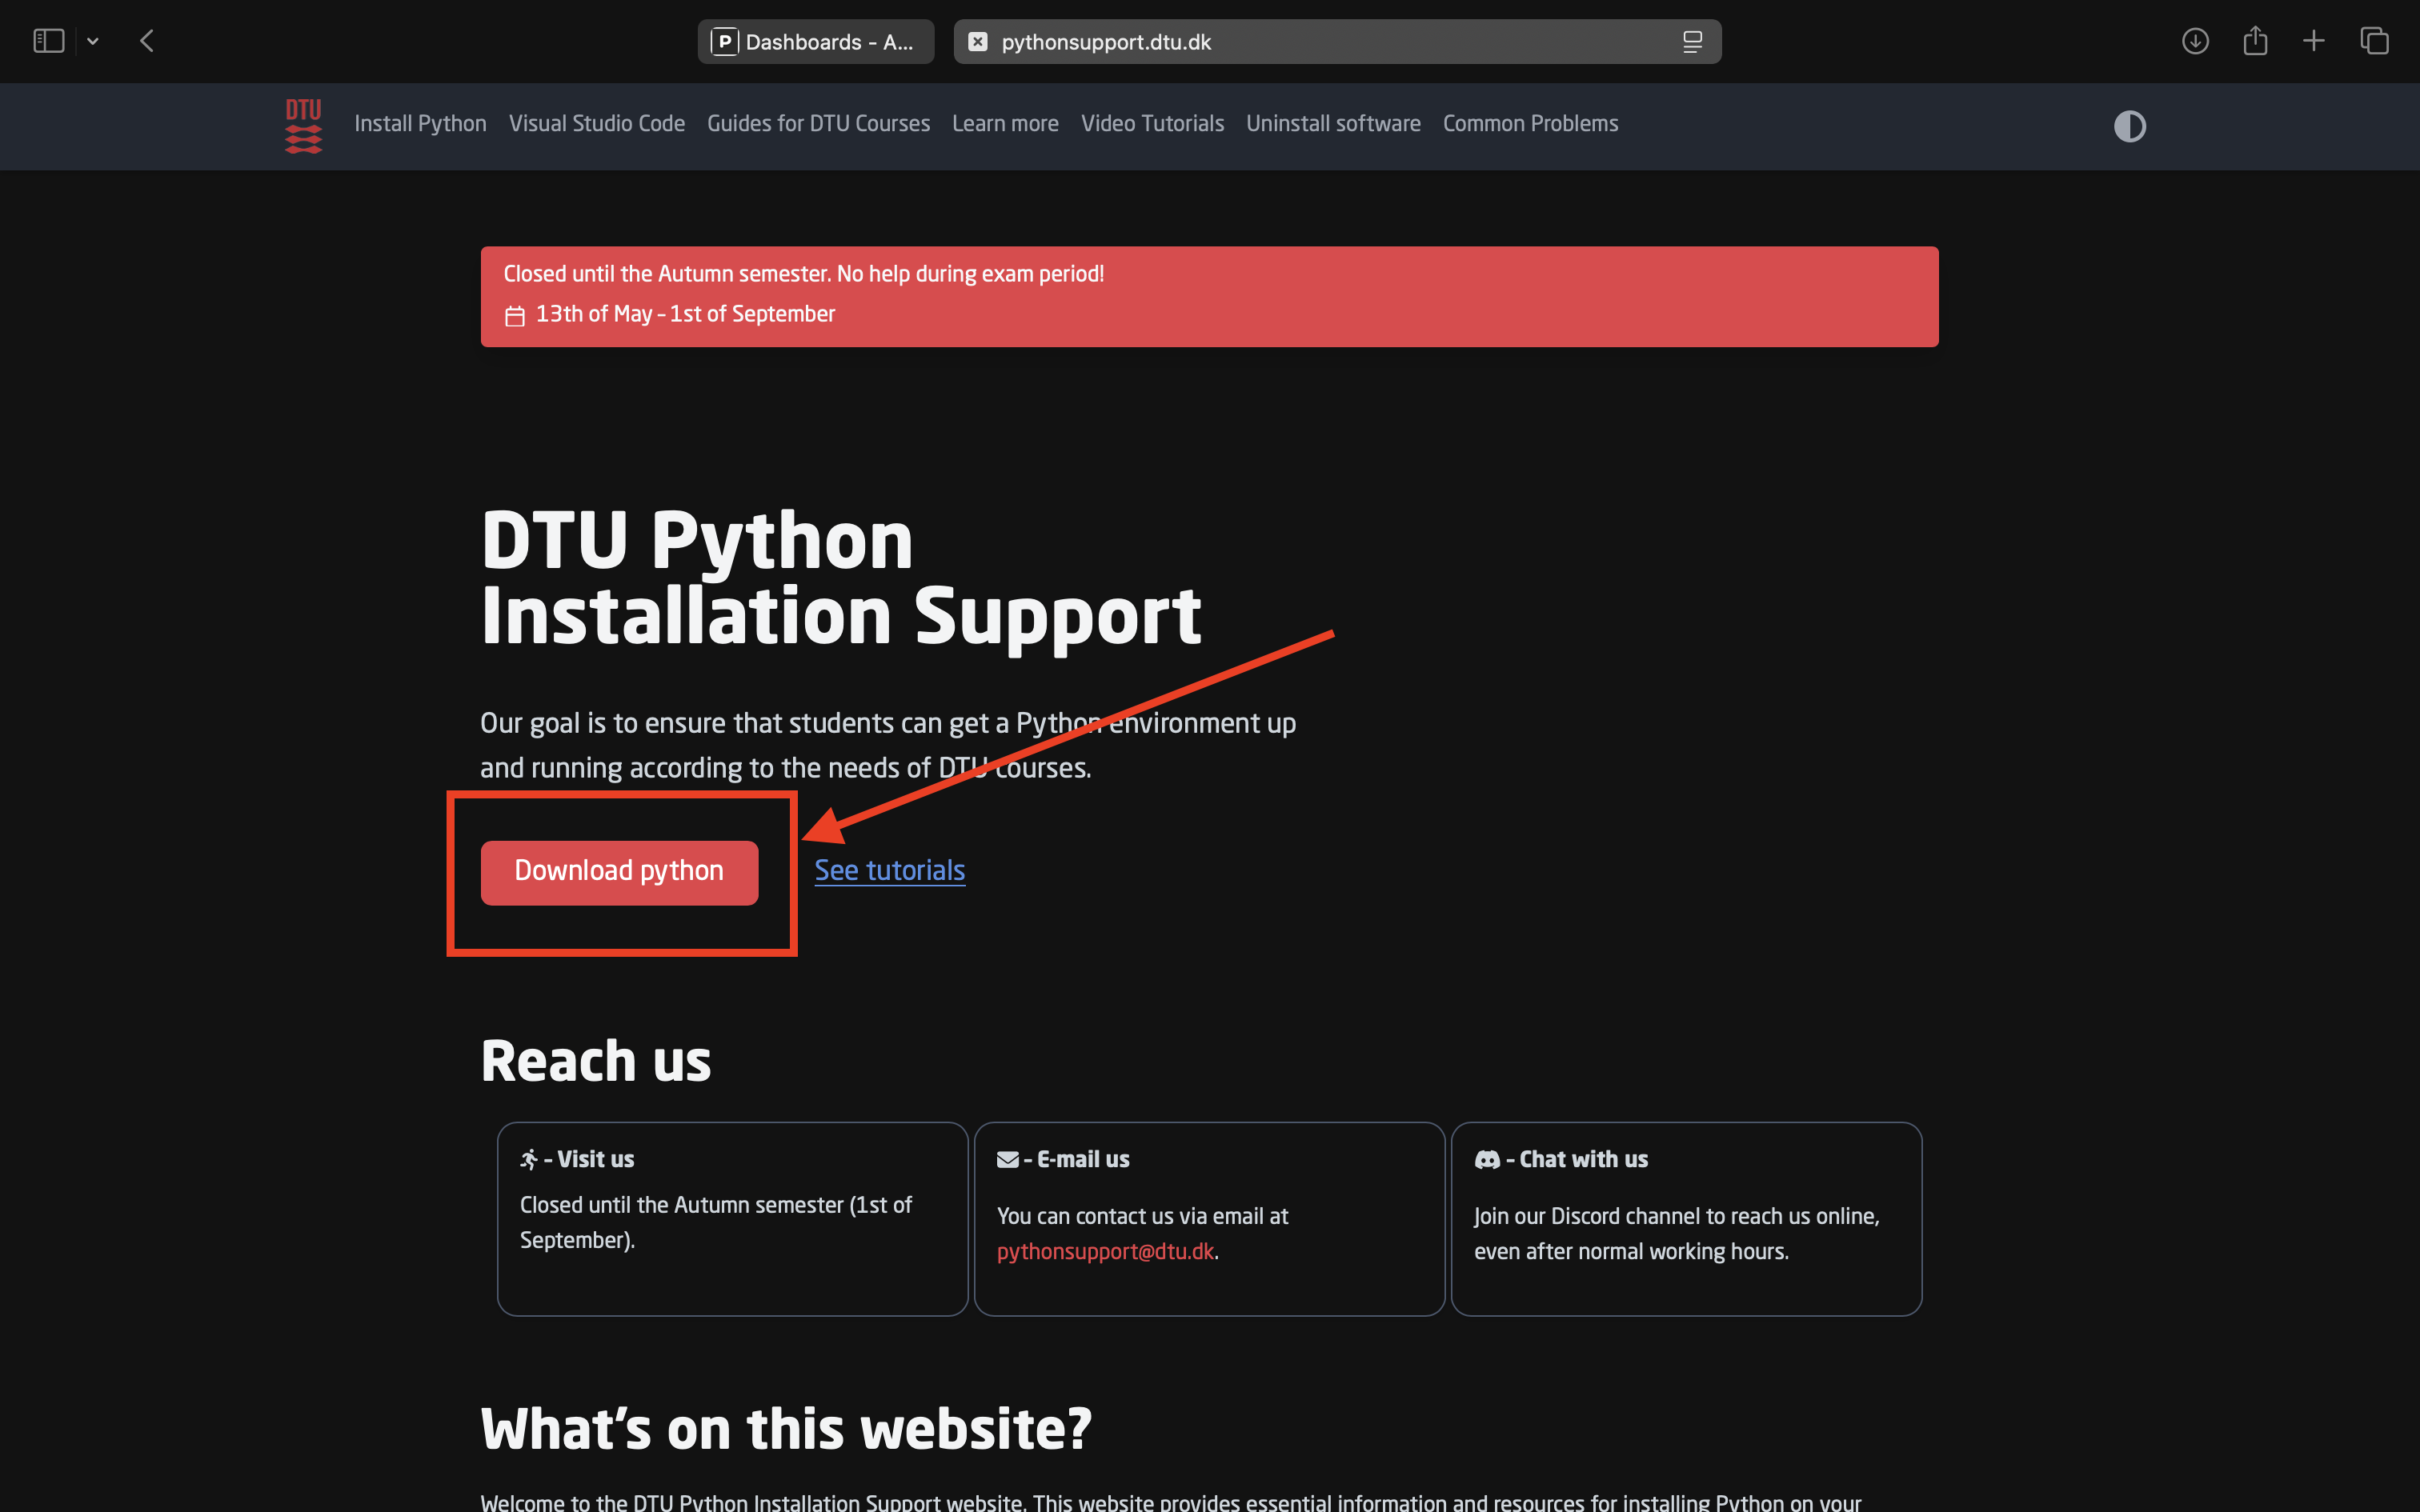 Dashboards - A...
pythonsupport.dtu.dk
DTU
Install Python Visual Studio Code Guides for DTU Courses Learn more Video Tutorials Uninstall software Common Problems
Closed until the Autumn semester. No help during exam period!
13th of May – 1st of September
DTU Python
Installation Support
Our goal is to ensure that students can get a Python environment up
and running according to the needs of DTU courses.
Download python See tutorials
Reach us
– Visit us
Closed until the Autumn semester (1st of
September).
– E-mail us
You can contact us via email at
pythonsupport@dtu.dk.
– Chat with us
Join our Discord channel to reach us online,
even after normal working hours.
What's on this website?
Welcome to the DTU Python Installation Support website. This website provides essential information and resources for installing Python on your